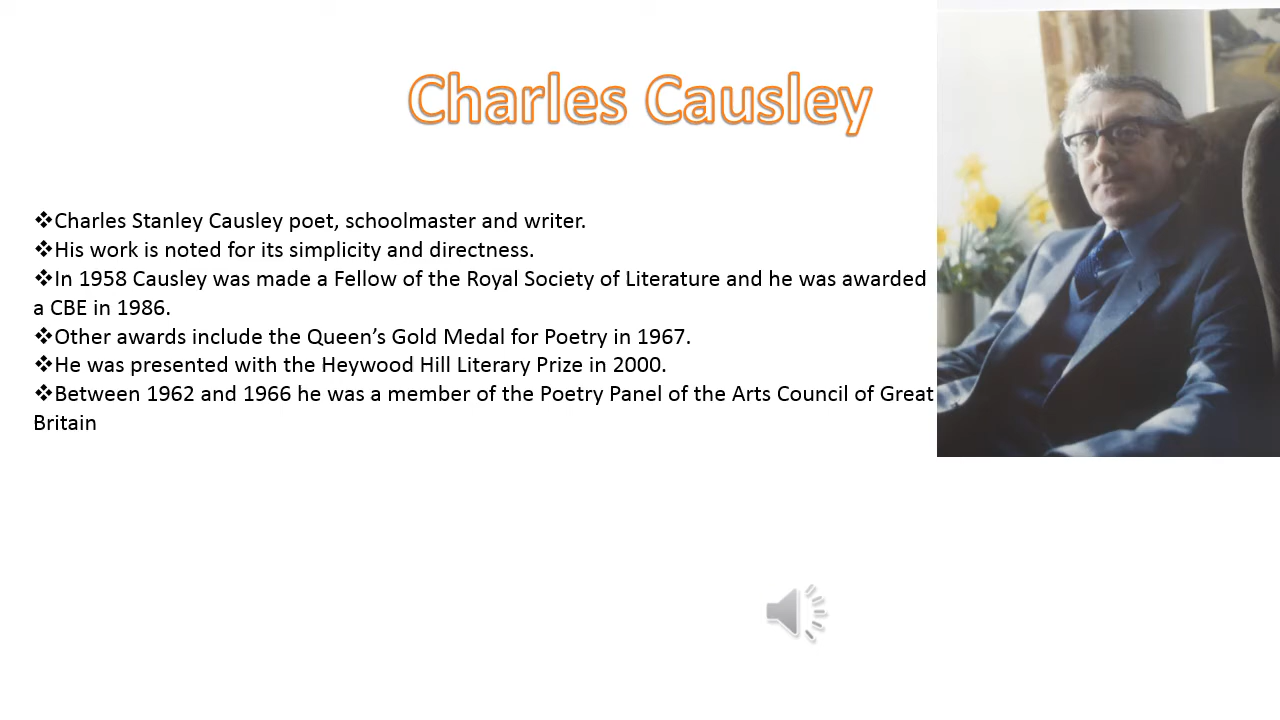 Charles Causley
❖Charles Stanley Causley poet, schoolmaster and writer.
❖His work is noted for its simplicity and directness.
❖In 1958 Causley was made a Fellow of the Royal Society of Literature and he was awarded
a CBE in 1986.
❖Other awards include the Queen’s Gold Medal for Poetry in 1967.
❖He was presented with the Heywood Hill Literary Prize in 2000.
❖Between 1962 and 1966 he was a member of the Poetry Panel of the Arts Council of Great
Britain